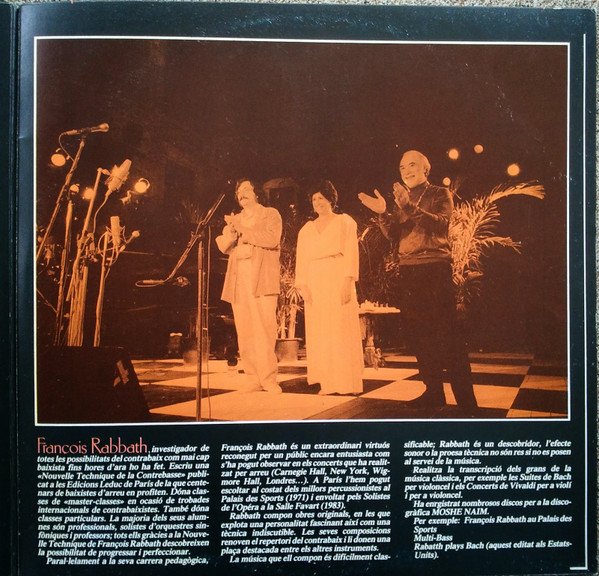 François Rabbath, investigador de
totes les possibilitats del contrabaix com mai cap
baixista fins hores d'ara ho ha fet. Escriu una
«Nouvelle Technique de la Contrebasse» publi-
cat a les Edicions Leduc de París de la que cente-
nars de baixistes d'arreu en profiten. Dóna clas-
ses de «master-classes» en ocasió de trobades
internacionals de contrabaixistes. També dóna
classes particulars. La majoria dels seus alum-
nes són professionals, solistes d'orquestres sin-
fòniques i professors; tots ells gràcies a la Nouve-
lle Technique de François Rabbath descobreixen
la possibilitat de progressar i perfeccionar.
Paral·lelament a la seva carrera pedagògica,
François Rabbath és un extraordinari virtuós
reconegut per un públic encara entusiasta com
s'ha pogut observar en els concerts que ha realit-
zat per arreu (Carnegie Hall, New York, Wig-
more Hall, Londres...). A París l'hem pogut
escoltar al costat dels millors percussionistes al
Palais des Sports (1971) i envoltat pels Solistes
de l'Opéra a la Salle Favart (1983).
Rabbath compon obres originals, en les que
explota una personalitat fascinant així com una
tècnica indiscutible. Les seves composicions
renoven el repertori del contrabaix i li donen una
plaça destacada entre els altres instruments.
La música que ell compon és difícilment clas-
sificable; Rabbath és un descobridor, l'efecte
sonor o la proesa tècnica no són res si no es posen
al servei de la música.
Realitza la transcripció dels grans de la
música clàssica, per exemple les Suites de Bach
per violoncel i els Concerts de Vivaldi per a violí
i per a violoncel.
Ha enrgistrat nombrosos discos per a la disco-
gràfica MOSHE NAIM.
Per exemple: François Rabbath au Palais des
Sports
Multi-Bass
Rabatth plays Bach (aquest editat als Estats-
Units).